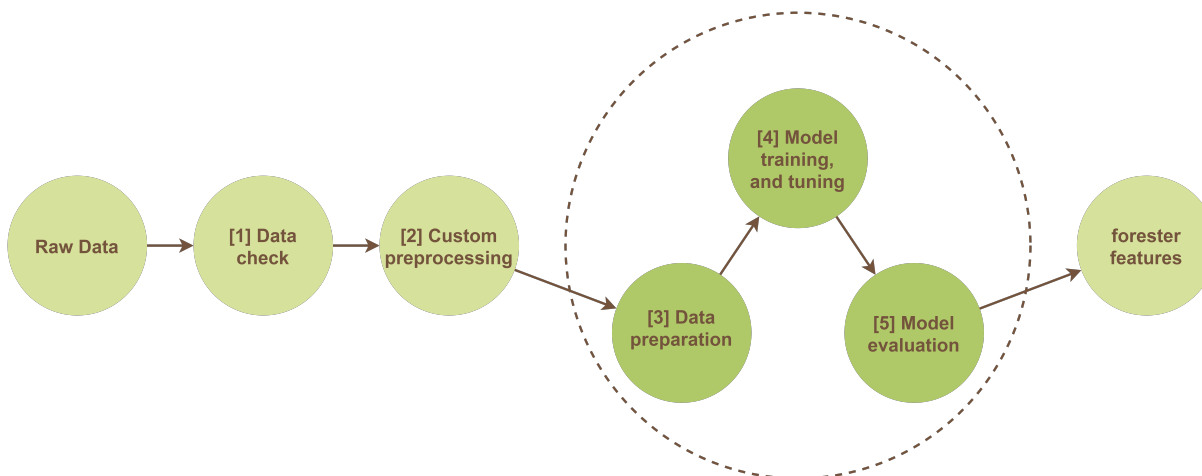 Raw Data
[1] Data
check
[2] Custom
preprocessing
[3] Data
preparation
[4] Model
training,
and tuning
[5] Model
evaluation
forester
features